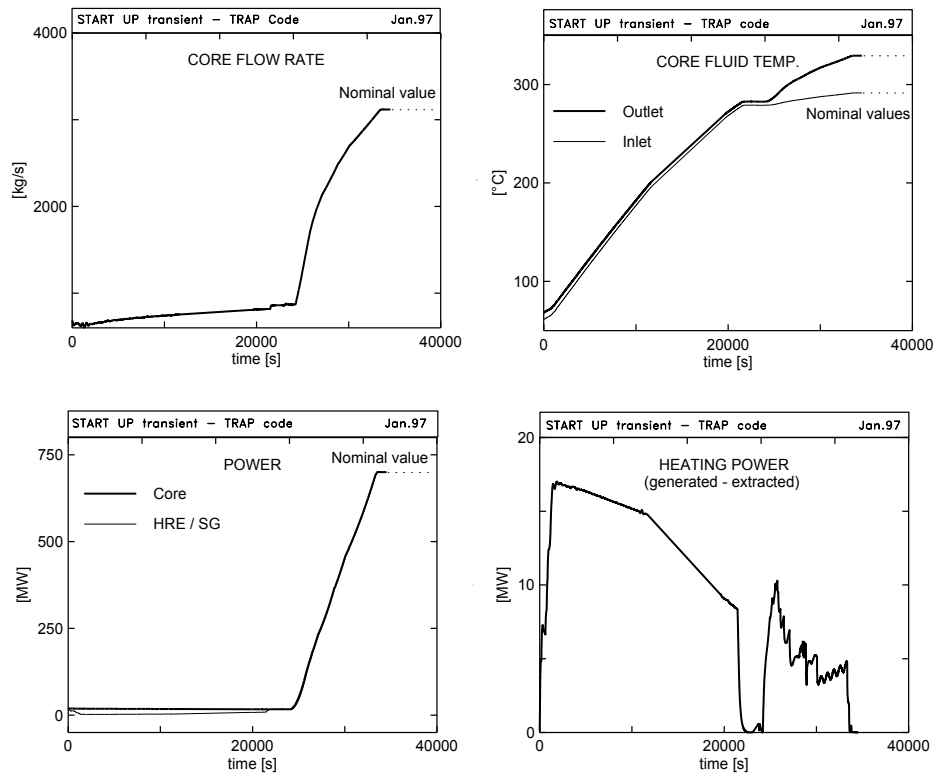 START UP transient – TRAP Code Jan.97
4000
CORE FLOW RATE
Nominal value
[kg/s]
2000
0
20000
40000
time [s]
START UP transient – TRAP Code Jan.97
CORE FLUID TEMP.
300
Outlet
Nominal values
Inlet
[°C]
200
100
0
20000
40000
time [s]
START UP transient – TRAP code Jan.97
750
POWER
Nominal value
Core
HRE / SG
500
[MW]
250
0
0
20000
40000
time [s]
START UP transient – TRAP code Jan.97
20
HEATING POWER
(generated - extracted)
10
[MW]
0
0
20000
40000
time [s]